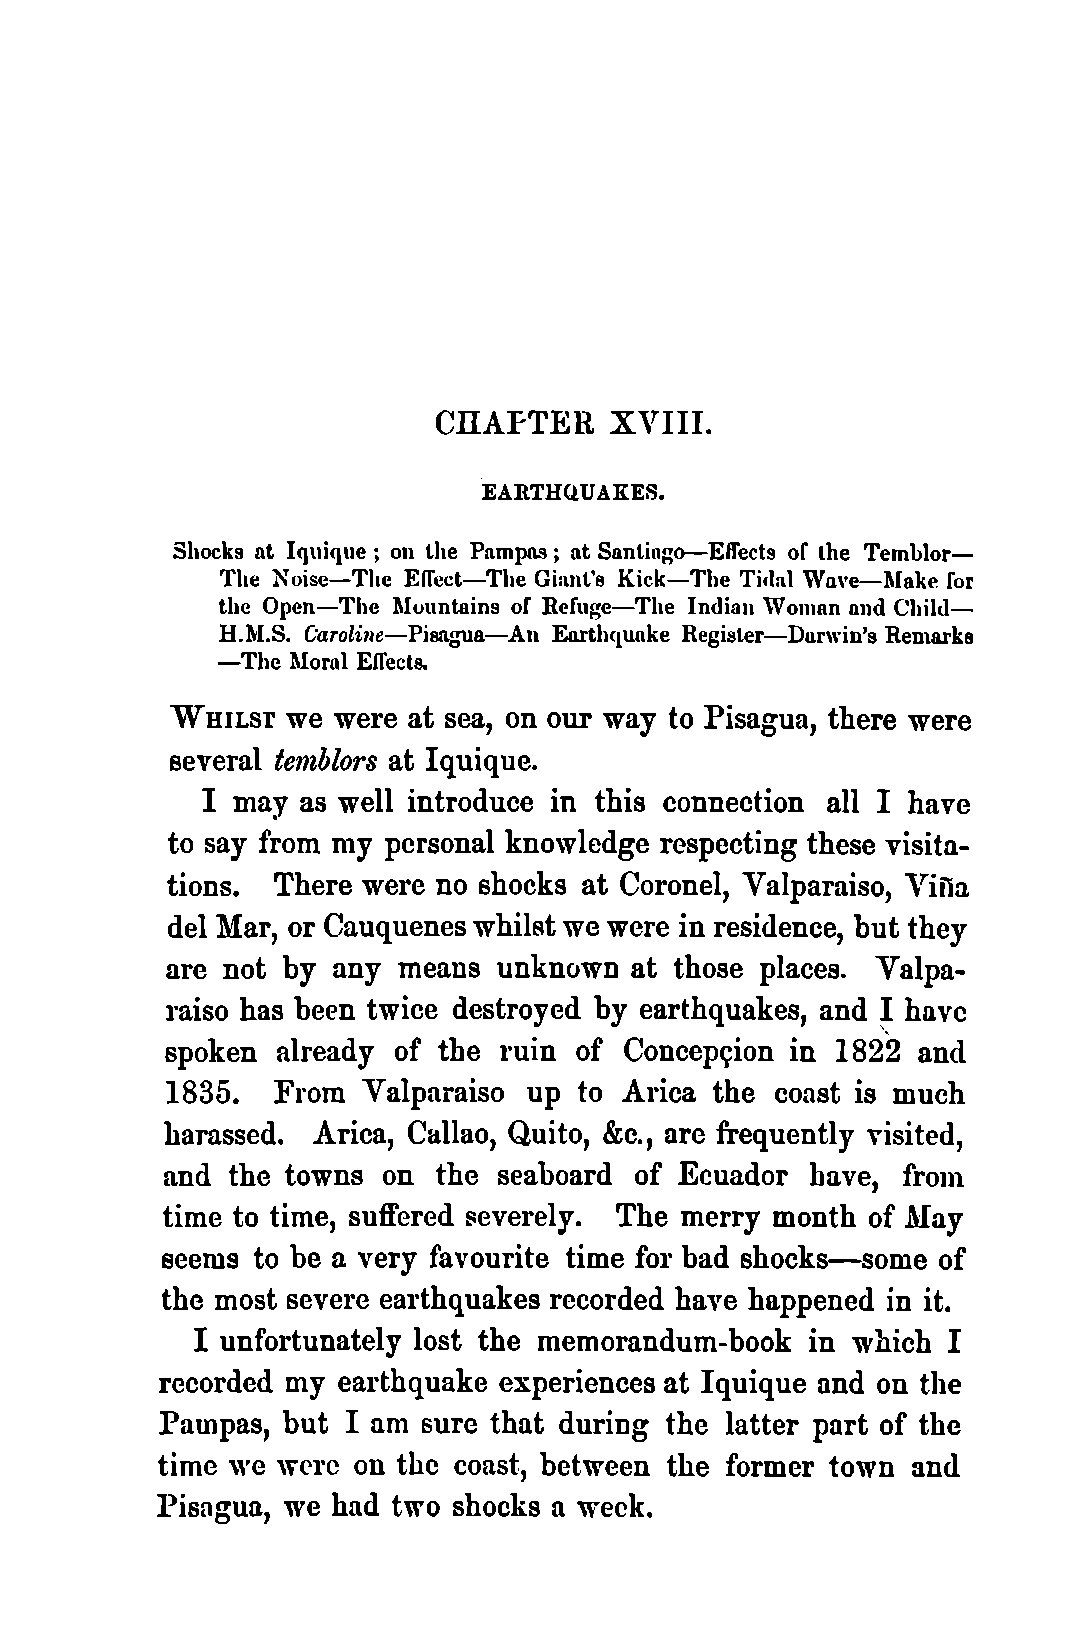 CHAPTER XVIII.
EARTHQUAKES.
Shocks at Iquique; on the Pampas; at Santiago—Effects of the Temblor—
The Noise—The Effect—The Giant's Kick—The Tidal Wave—Make for
the Open—The Mountains of Refuge—The Indian Woman and Child—
H.M.S. Caroline—Pisagua—An Earthquake Register—Darwin's Remarks
—The Moral Effects.
WHILST we were at sea, on our way to Pisagua, there were
several temblors at Iquique.
I may as well introduce in this connection all I have
to say from my personal knowledge respecting these visita-
tions. There were no shocks at Coronel, Valparaiso, Viña
del Mar, or Cauquenes whilst we were in residence, but they
are not by any means unknown at those places. Valpa-
raiso has been twice destroyed by earthquakes, and I have
spoken already of the ruin of Concepçion in 1822 and
1835. From Valparaiso up to Arica the coast is much
harassed. Arica, Callao, Quito, &c., are frequently visited,
and the towns on the seaboard of Ecuador have, from
time to time, suffered severely. The merry month of May
seems to be a very favourite time for bad shocks—some of
the most severe earthquakes recorded have happened in it.
I unfortunately lost the memorandum-book in which I
recorded my earthquake experiences at Iquique and on the
Pampas, but I am sure that during the latter part of the
time we were on the coast, between the former town and
Pisagua, we had two shocks a week.